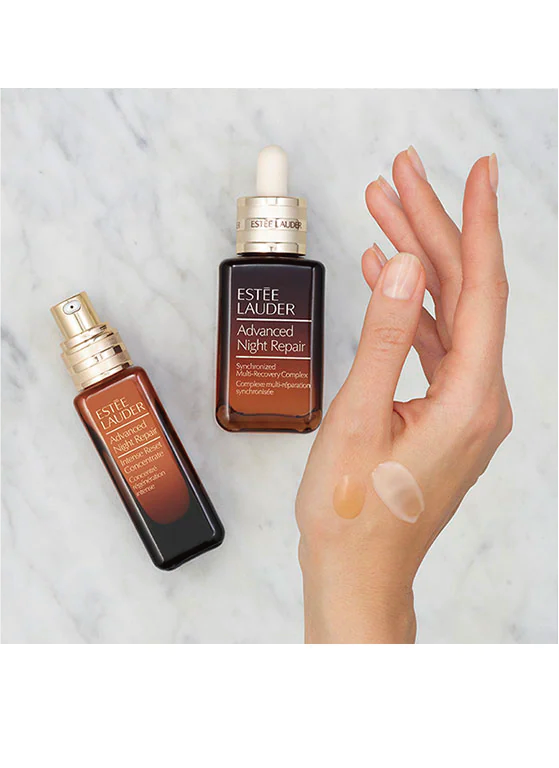 ESTĒE LAUDER
ESTĒE
LAUDER
Advanced
Night Repair
Synchronized
Multi-Recovery Complex
Complexe multi-réparation
synchronisée
ESTĒE
LAUDER
Advanced
Night Repair
Intense Reset
Concentrate
Concentré
régénération
intense